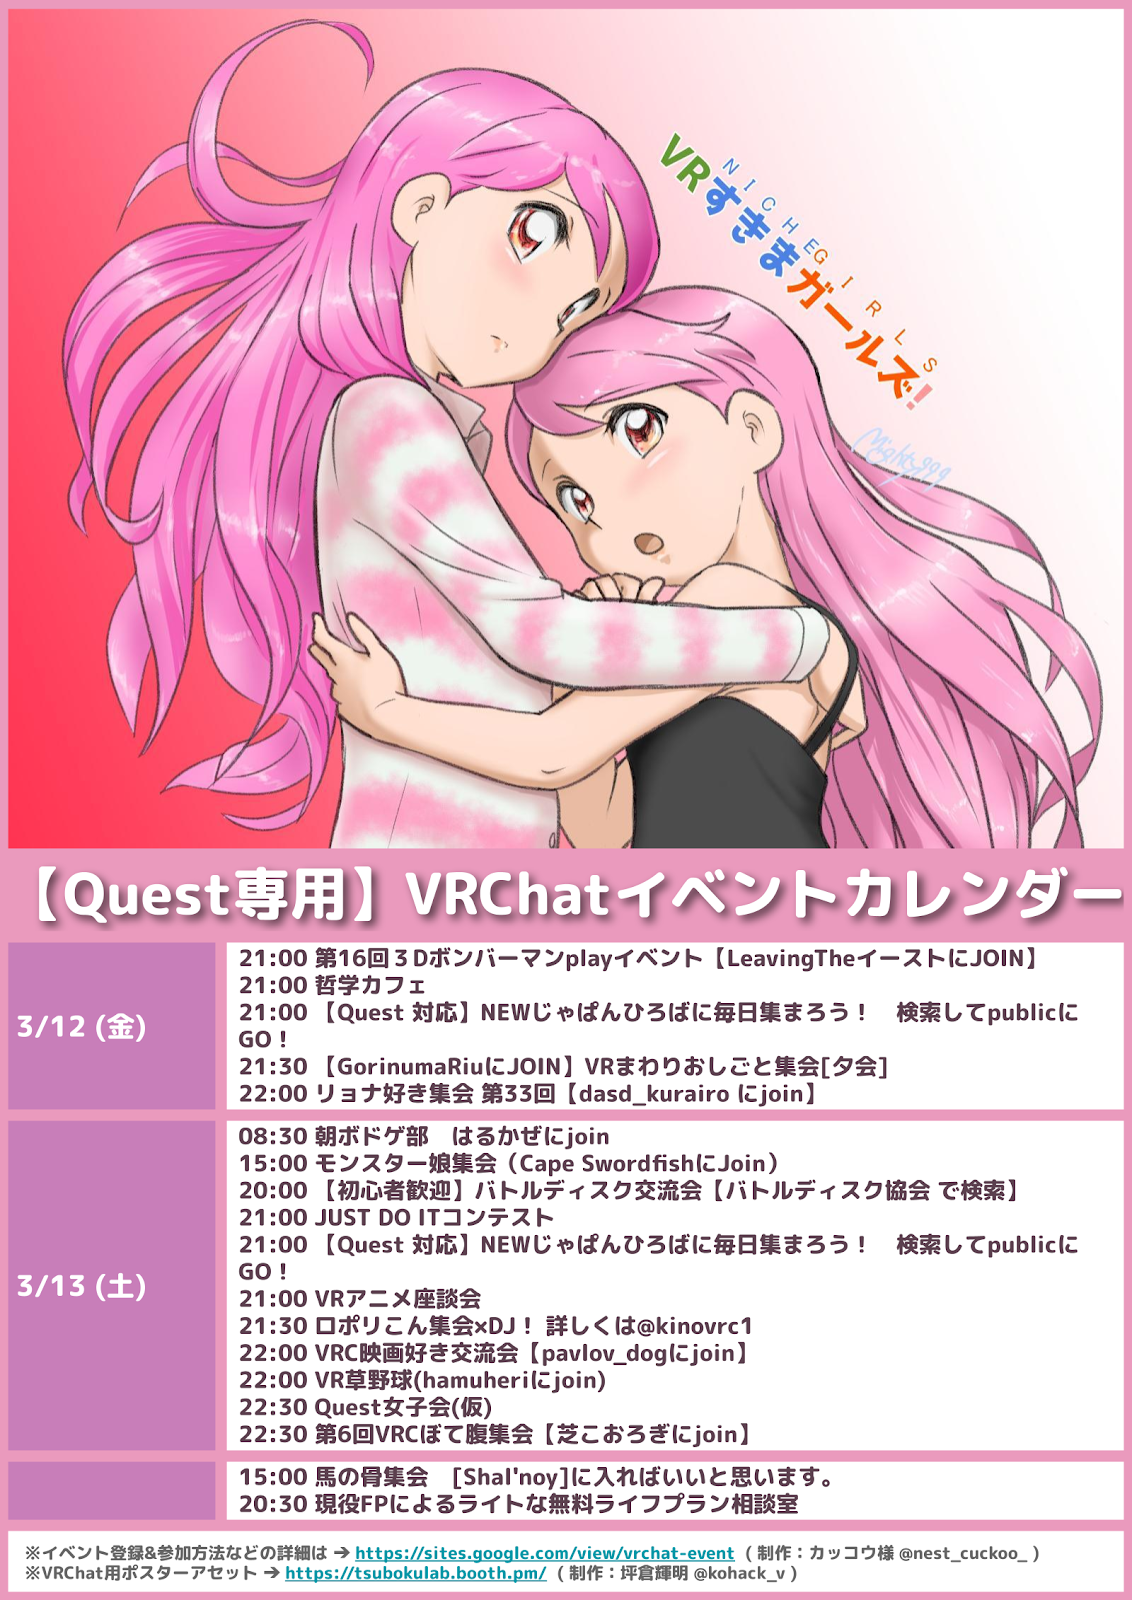 NICHE GIRLS
VRすきまガールズ!
Mighty999
【Quest専用】VRChatイベントカレンダー
3/12 (金)
21:00 第16回３Dボンバーマンplayイベント【LeavingTheイーストにJOIN】
21:00 哲学カフェ
21:00 【Quest 対応】NEWじゃぱんひろばに毎日集まろう！　検索してpublicに
GO！
21:30 【GorinumaRiuにJOIN】VRまわりおしごと集会[夕会]
22:00 リョナ好き集会 第33回【dasd_kurairo にjoin】
3/13 (土)
08:30 朝ボドゲ部　はるかぜにjoin
15:00 モンスター娘集会（Cape SwordfishにJoin）
20:00 【初心者歓迎】バトルディスク交流会【バトルディスク協会 で検索】
21:00 JUST DO ITコンテスト
21:00 【Quest 対応】NEWじゃぱんひろばに毎日集まろう！　検索してpublicに
GO！
21:00 VRアニメ座談会
21:30 ロポリこん集会×DJ！ 詳しくは@kinovrc1
22:00 VRC映画好き交流会【pavlov_dogにjoin】
22:00 VR草野球(hamuheriにjoin)
22:30 Quest女子会(仮)
22:30 第6回VRCぼて腹集会【芝こおろぎにjoin】
15:00 馬の骨集会　[Shal'noy]に入ればいいと思います。
20:30 現役FPによるライトな無料ライフプラン相談室
※イベント登録&参加方法などの詳細は → https://sites.google.com/view/vrchat-event （ 制作：カッコウ様 @nest_cuckoo_ ）
※VRChat用ポスターアセット → https://tsubokulab.booth.pm/ （ 制作：坪倉輝明 @kohack_v ）